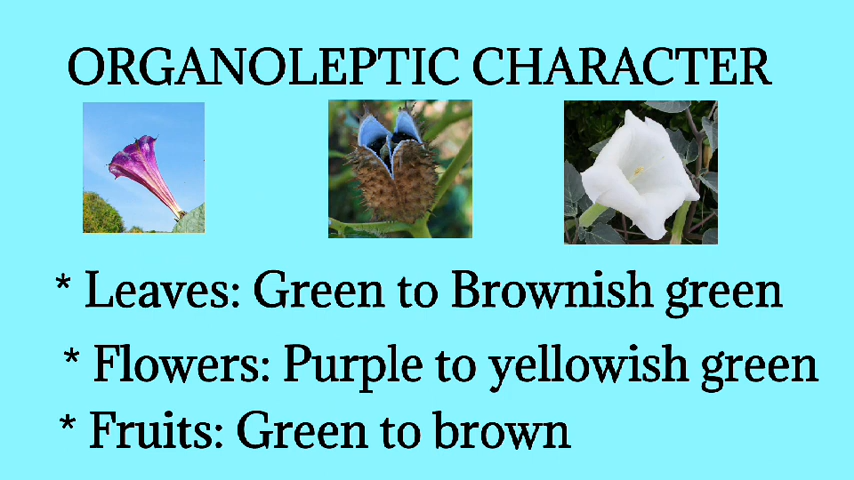 ORGANOLEPTIC CHARACTER
* Leaves: Green to Brownish green
* Flowers: Purple to yellowish green
* Fruits: Green to brown